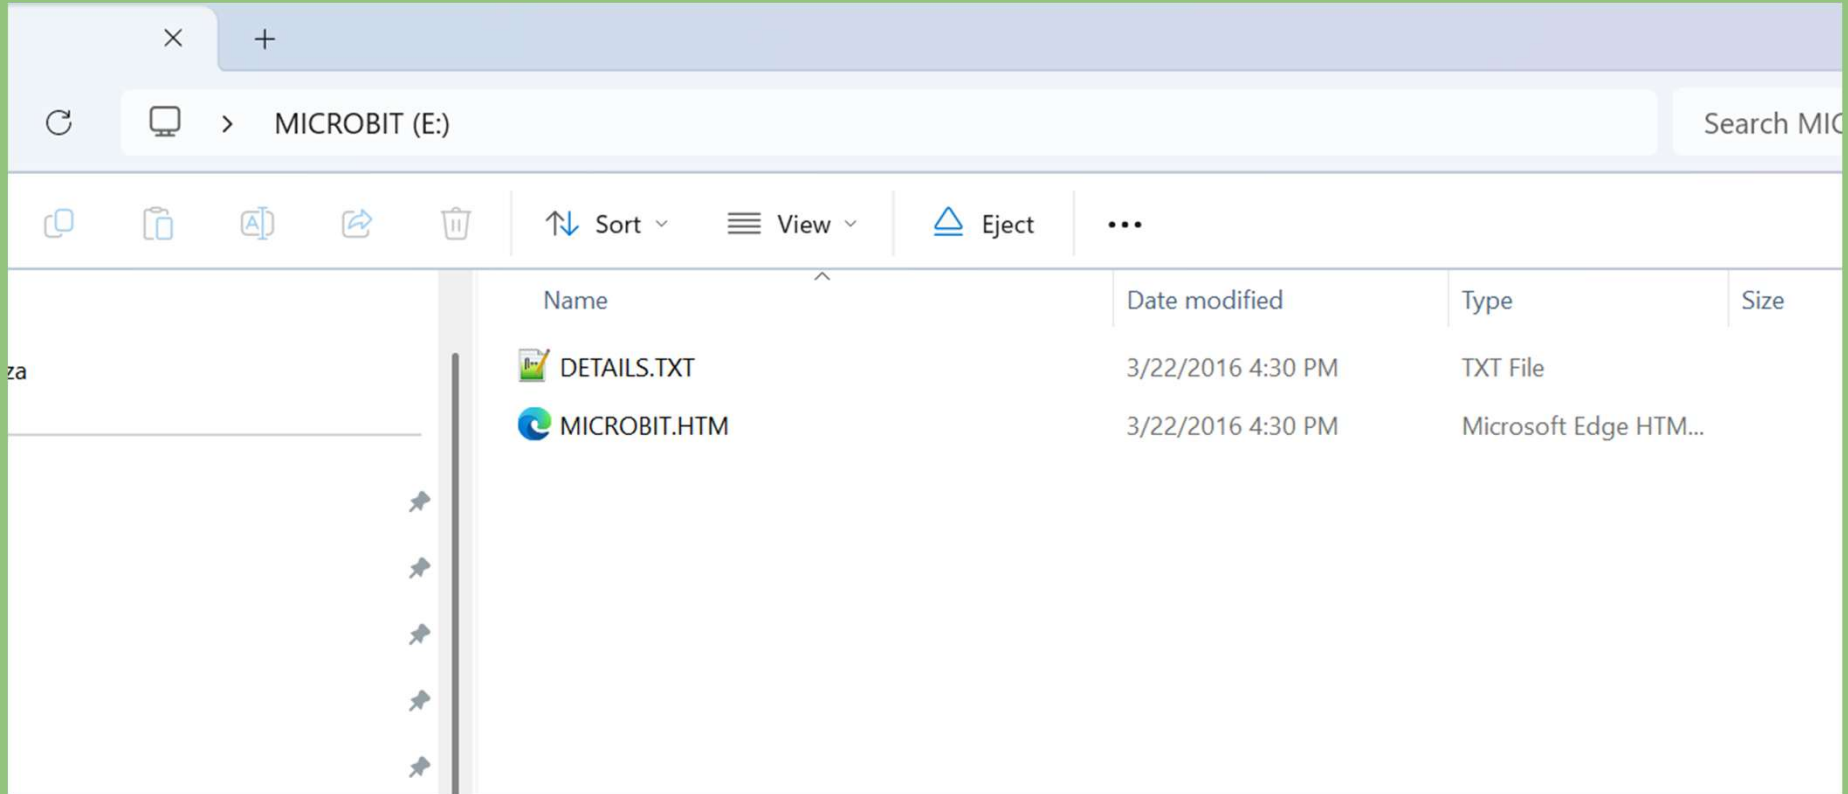 MICROBIT (E:)
Search MIC
Sort
View
Eject
Name
Date modified
Type
Size
za
DETAILS.TXT
3/22/2016 4:30 PM
TXT File
MICROBIT.HTM
3/22/2016 4:30 PM
Microsoft Edge HTM...